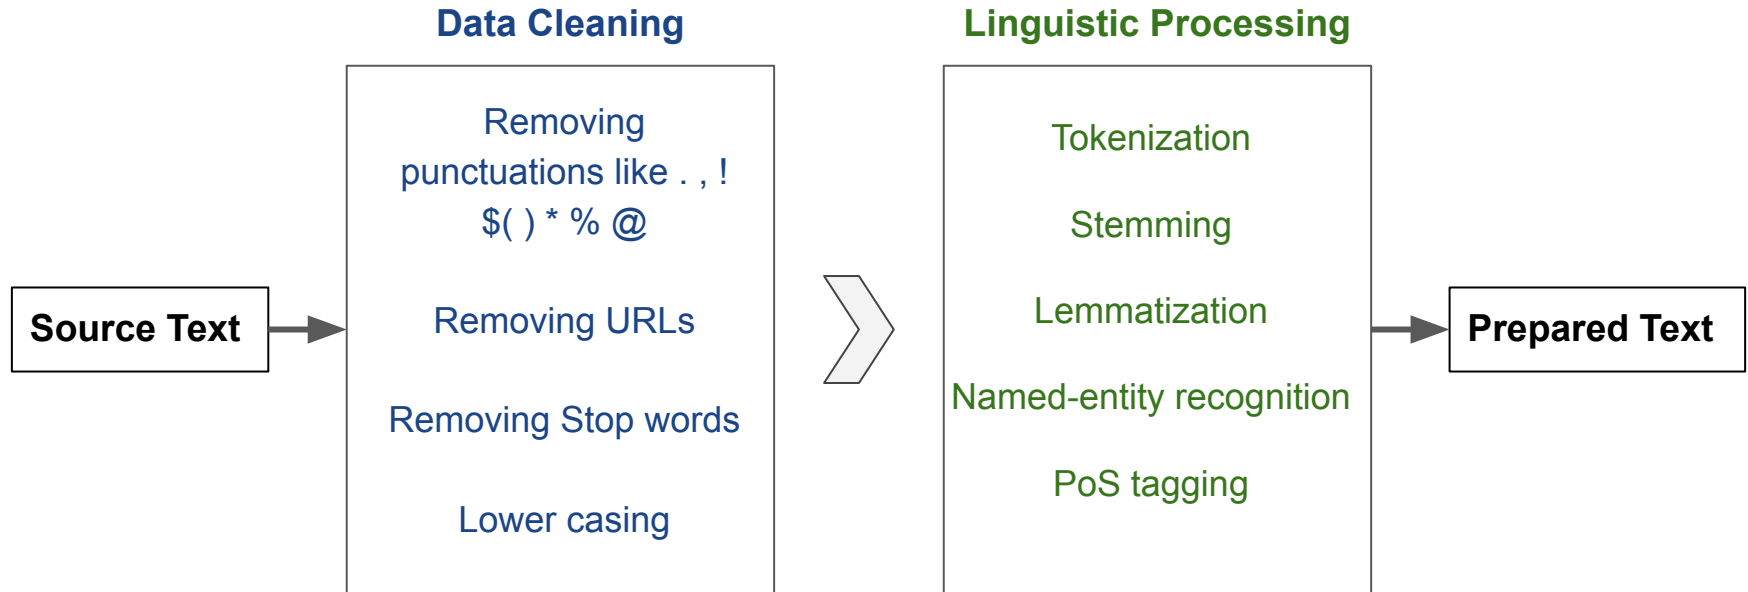 Data Cleaning
Linguistic Processing
Source Text
Removing
punctuations like . , !
$( ) * % @
Removing URLs
Removing Stop words
Lower casing
Tokenization
Stemming
Lemmatization
Named-entity recognition
PoS tagging
Prepared Text